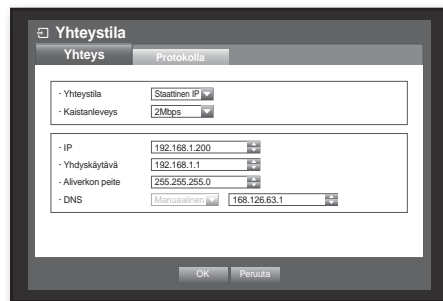 Yhteystila
Yhteys Protokolla
· Yhteystila Staattinen IP
· Kaistanleveys 2Mbps
· IP 192.168.1.200
· Yhdyskäytävä 192.168.1.1
· Aliverkon peite 255.255.255.0
· DNS Manuaalinen 168.126.63.1
OK Peruuta